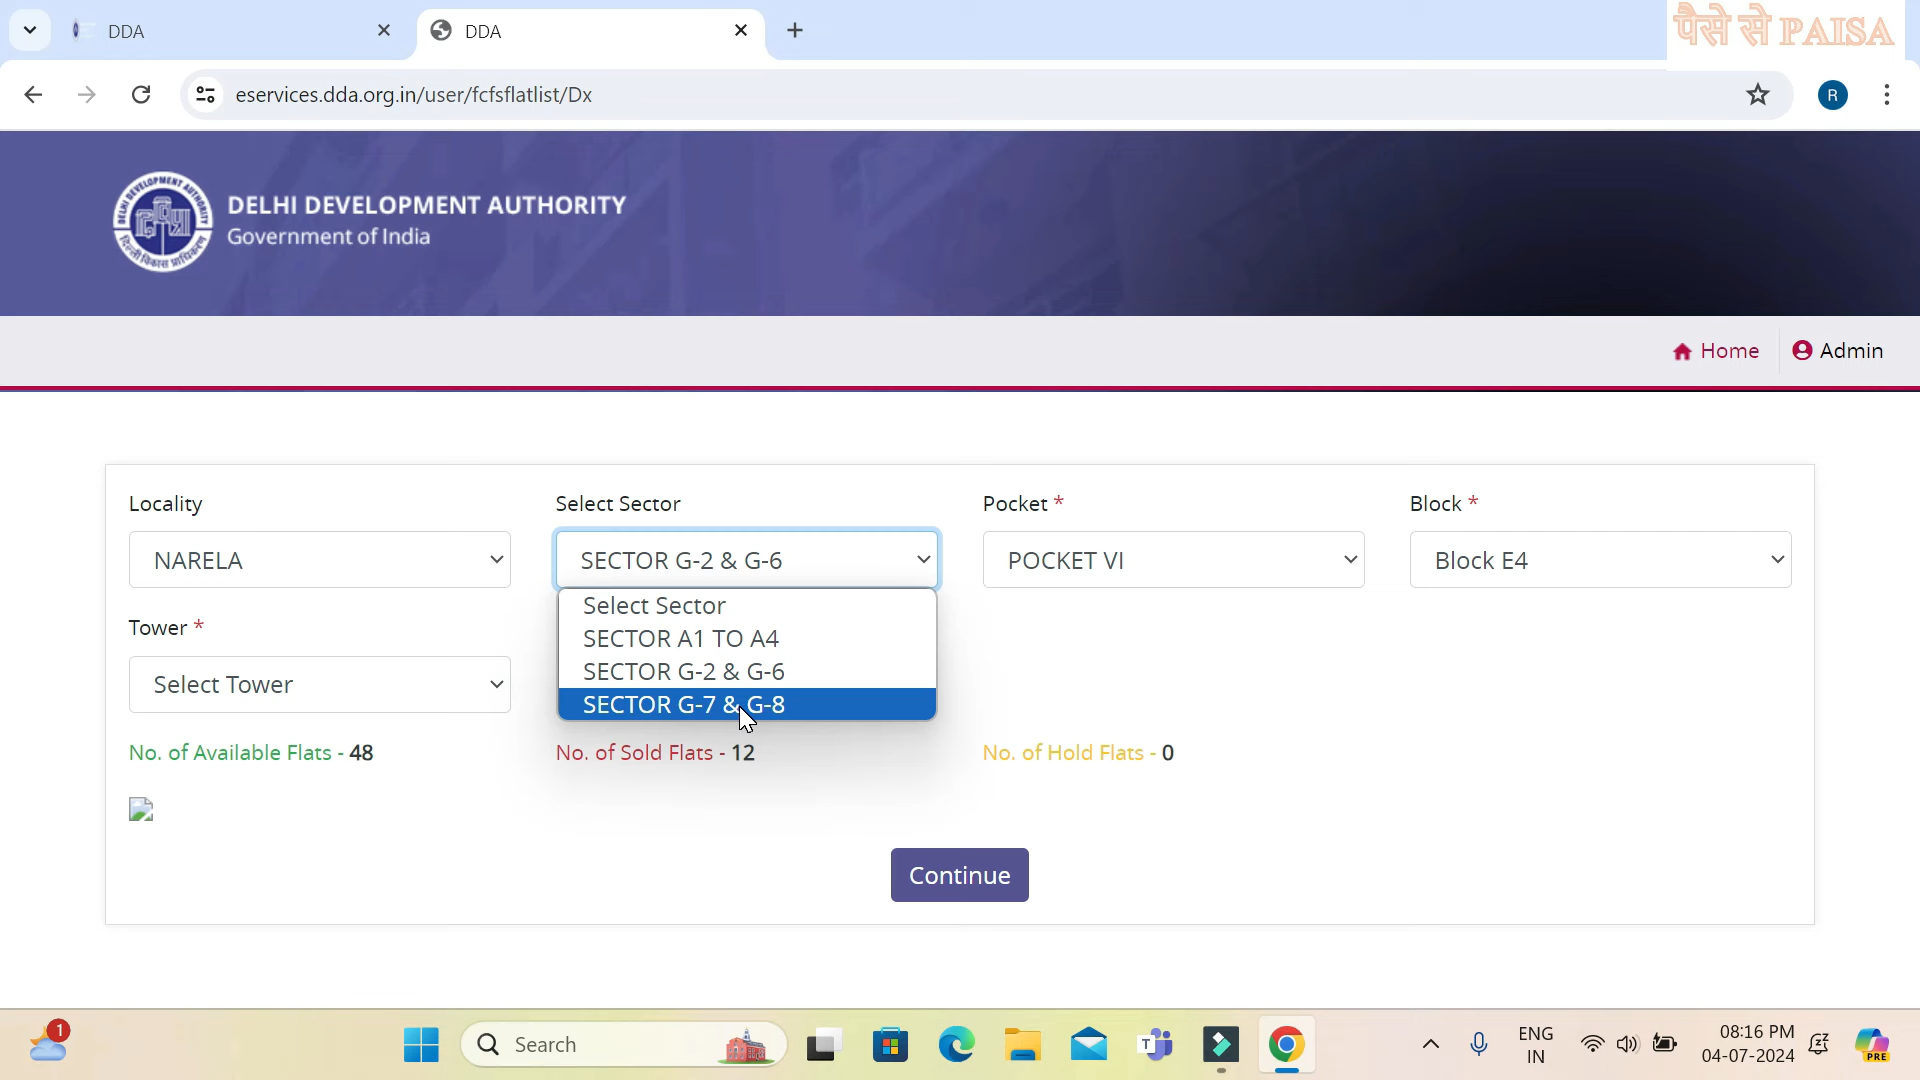 DDA
DDA
पैसे से PAISA
eservices.dda.org.in/user/fcfsflatlist/Dx
R
DELHI DEVELOPMENT AUTHORITY
Government of India
Home
Admin
Locality
Select Sector
Pocket *
Block *
NARELA
SECTOR G-2 & G-6
POCKET VI
Block E4
Select Sector
SECTOR A1 TO A4
SECTOR G-2 & G-6
SECTOR G-7 & G-8
Tower *
Select Tower
No. of Available Flats - 48
No. of Sold Flats - 12
No. of Hold Flats - 0
Continue
1
Search
T
ENG
IN
08:16 PM
04-07-2024
PRE